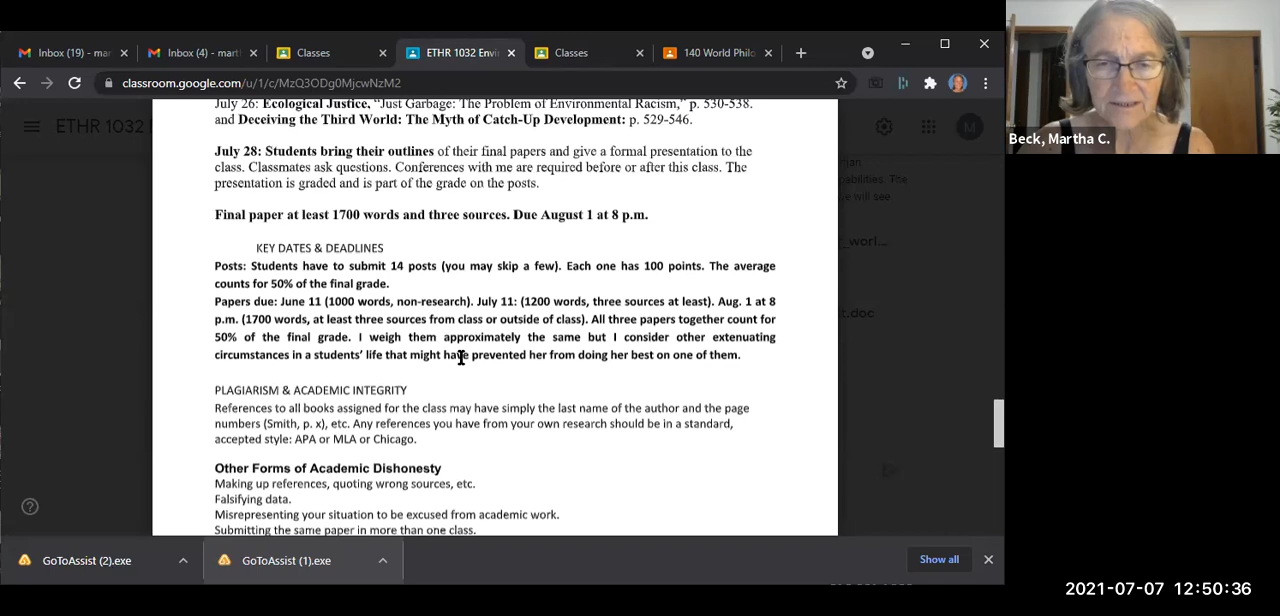 Inbox (19) - mar
Inbox (4) - mart
Classes
ETHR 1032 Envi
Classes
140 World Philo
classroom.google.com/u/1/c/MzQ3ODg0MjcwNzM2
Beck, Martha C.
ETHR 1032
M
July 26: Ecological Justice, "Just Garbage: The Problem of Environmental Racism," p. 530-538.
and Deceiving the Third World: The Myth of Catch-Up Development: p. 529-546.
July 28: Students bring their outlines of their final papers and give a formal presentation to the
class. Classmates ask questions. Conferences with me are required before or after this class. The
presentation is graded and is part of the grade on the posts.
Final paper at least 1700 words and three sources. Due August 1 at 8 p.m.
KEY DATES & DEADLINES
Posts: Students have to submit 14 posts (you may skip a few). Each one has 100 points. The average
counts for 50% of the final grade.
Papers due: June 11 (1000 words, non-research). July 11: (1200 words, three sources at least). Aug. 1 at 8
p.m. (1700 words, at least three sources from class or outside of class). All three papers together count for
50% of the final grade. I weigh them approximately the same but I consider other extenuating
circumstances in a students' life that might have prevented her from doing her best on one of them.
PLAGIARISM & ACADEMIC INTEGRITY
References to all books assigned for the class may have simply the last name of the author and the page
numbers (Smith, p. x), etc. Any references you have from your own research should be in a standard,
accepted style: APA or MLA or Chicago.
Other Forms of Academic Dishonesty
Making up references, quoting wrong sources, etc.
Falsifying data.
Misrepresenting your situation to be excused from academic work.
Submitting the same paper in more than one class.
abilities. The
e will see
_worl...
t.doc
GoToAssist (2).exe
GoToAssist (1).exe
Show all
2021-07-07 12:50:36